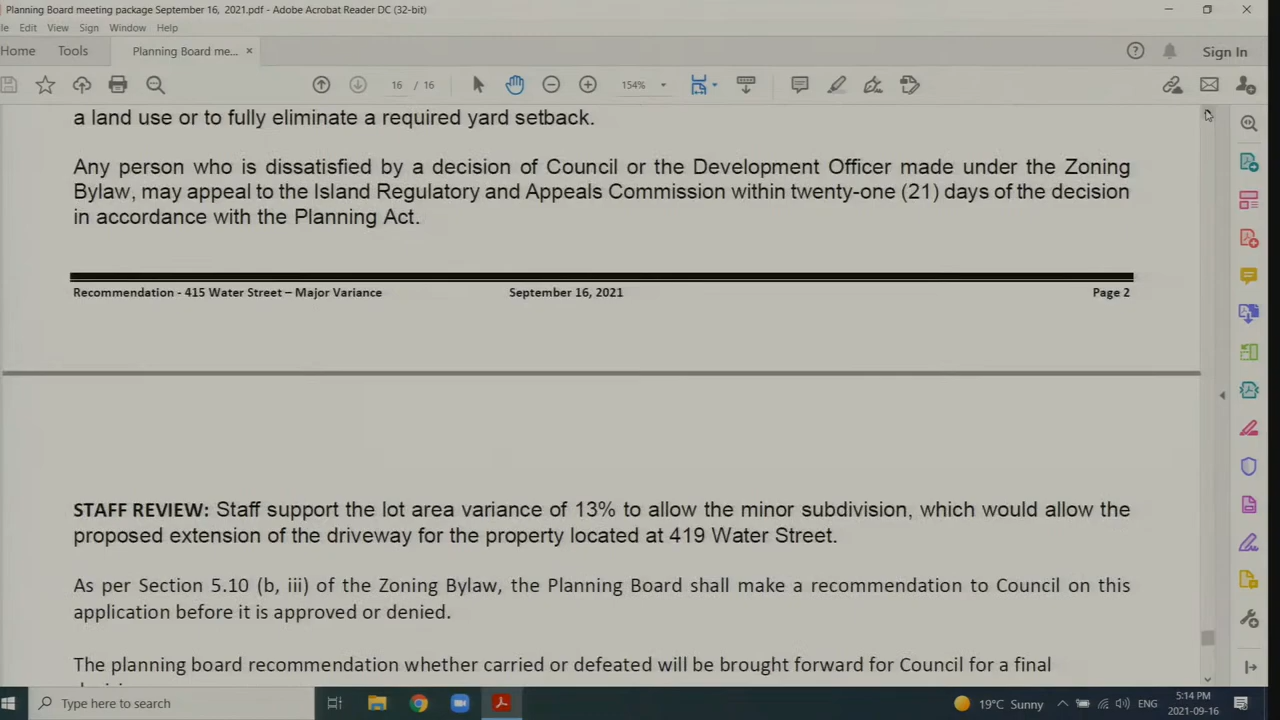 Planning Board meeting package September 16, 2021.pdf - Adobe Acrobat Reader DC (32-bit)
Edit View Sign Window Help
Home Tools Planning Board me... ×
Sign In
16 / 16 154%
a land use or to fully eliminate a required yard setback.
Any person who is dissatisfied by a decision of Council or the Development Officer made under the Zoning
Bylaw, may appeal to the Island Regulatory and Appeals Commission within twenty-one (21) days of the decision
in accordance with the Planning Act.
Recommendation - 415 Water Street – Major Variance September 16, 2021 Page 2
STAFF REVIEW: Staff support the lot area variance of 13% to allow the minor subdivision, which would allow the
proposed extension of the driveway for the property located at 419 Water Street.
As per Section 5.10 (b, iii) of the Zoning Bylaw, the Planning Board shall make a recommendation to Council on this
application before it is approved or denied.
The planning board recommendation whether carried or defeated will be brought forward for Council for a final
Type here to search
19°C Sunny ENG
5:14 PM
2021-09-16